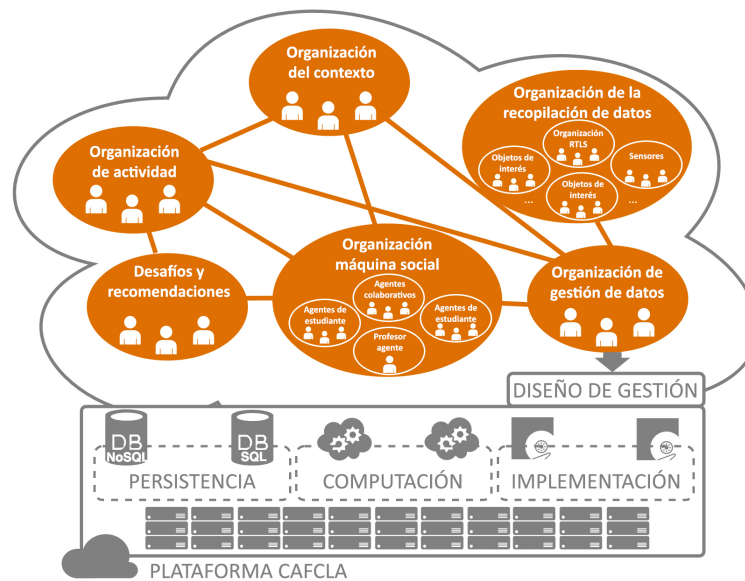 Organización
del contexto
Organización de la
recopilación de datos
Organización
RTLS
Objetos de
interés
Sensores
Objetos de
interés
...
...
Organización
de actividad
Desafíos y
recomendaciones
Organización
máquina social
Agentes
colaborativos
Agentes de
estudiante
Agentes de
estudiante
Profesor
agente
Organización de
gestión de datos
DISEÑO DE GESTIÓN
DB
NoSQL
DB
SQL
PERSISTENCIA
COMPUTACIÓN
IMPLEMENTACIÓN
PLATAFORMA CAFCLA